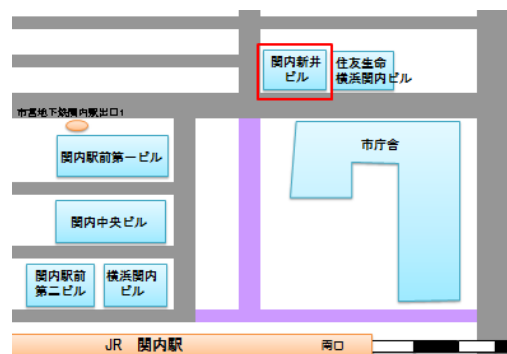 関内新井
ビル
住友生命
横浜関内ビル
市営地下鉄関内駅出口1
関内駅前第一ビル
市庁舎
関内中央ビル
関内駅前
第二ビル
横浜関内
ビル
JR 関内駅
南口